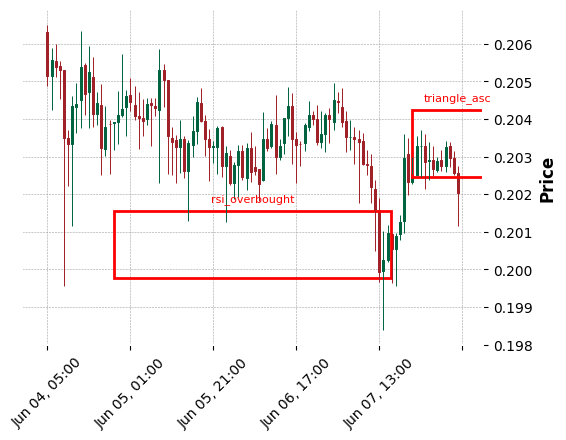 0.206
0.205
triangle_asc
0.204
0.203
0.202
rsi_overbought
0.201
0.200
0.199
0.198
Price
Jun 04, 05:00
Jun 05, 01:00
Jun 05, 21:00
Jun 06, 17:00
Jun 07, 13:00